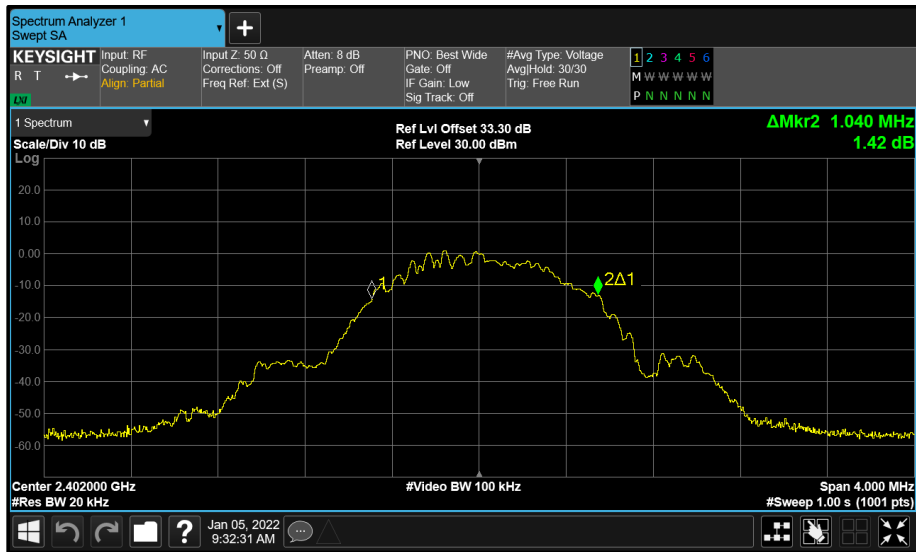 Spectrum Analyzer 1
Swept SA
+
KEYSIGHT
R T
LXI
Input: RF
Coupling: AC
Align: Partial
Input Z: 50 Ω
Corrections: Off
Freq Ref: Ext (S)
Atten: 8 dB
Preamp: Off
PNO: Best Wide
Gate: Off
IF Gain: Low
Sig Track: Off
#Avg Type: Voltage
Avg|Hold: 30/30
Trig: Free Run
1 2 3 4 5 6
M W W W W W
P N N N N N
1 Spectrum
Scale/Div 10 dB
Ref Lvl Offset 33.30 dB
Ref Level 30.00 dBm
ΔMkr2 1.040 MHz
1.42 dB
Log
20.0
10.0
0.00
-10.0
-20.0
-30.0
-40.0
-50.0
-60.0
1
2Δ1
Center 2.402000 GHz
#Res BW 20 kHz
#Video BW 100 kHz
Span 4.000 MHz
#Sweep 1.00 s (1001 pts)
?
Jan 05, 2022
9:32:31 AM